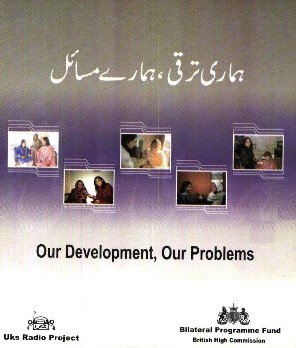 ہماری ترقی، ہمارے مسائل
Our Development, Our Problems
Uks Radio Project
Bilateral Programme Fund
British High Commission